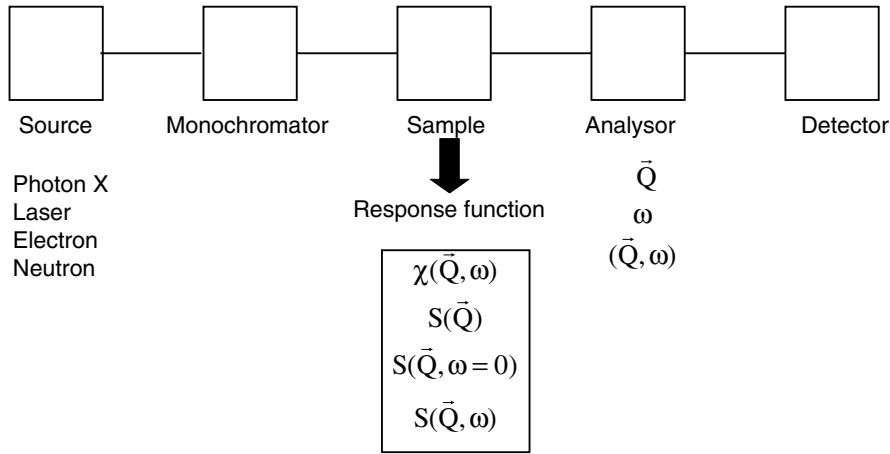 Source
Monochromator
Sample
Analysor
Detector
Photon X
Laser
Electron
Neutron
Response function
χ(Q⃗, ω)
S(Q⃗)
S(Q⃗, ω = 0)
S(Q⃗, ω)
Q⃗
ω
(Q⃗, ω)